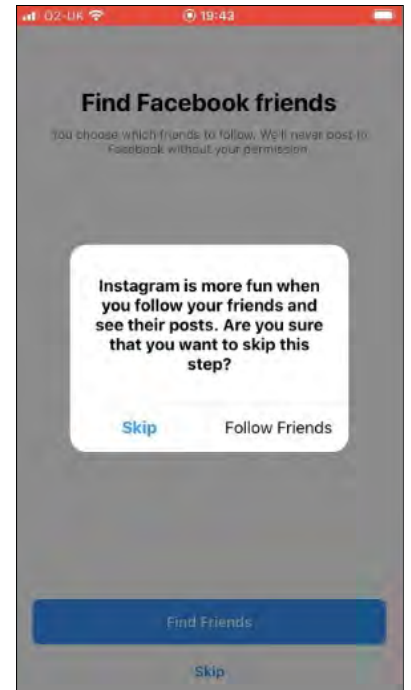 O2-UK 19:43
Find Facebook friends
You choose which friends to follow. We'll never post to
Facebook without your permission
Instagram is more fun when
you follow your friends and
see their posts. Are you sure
that you want to skip this
step?
Skip Follow Friends
Find Friends
Skip